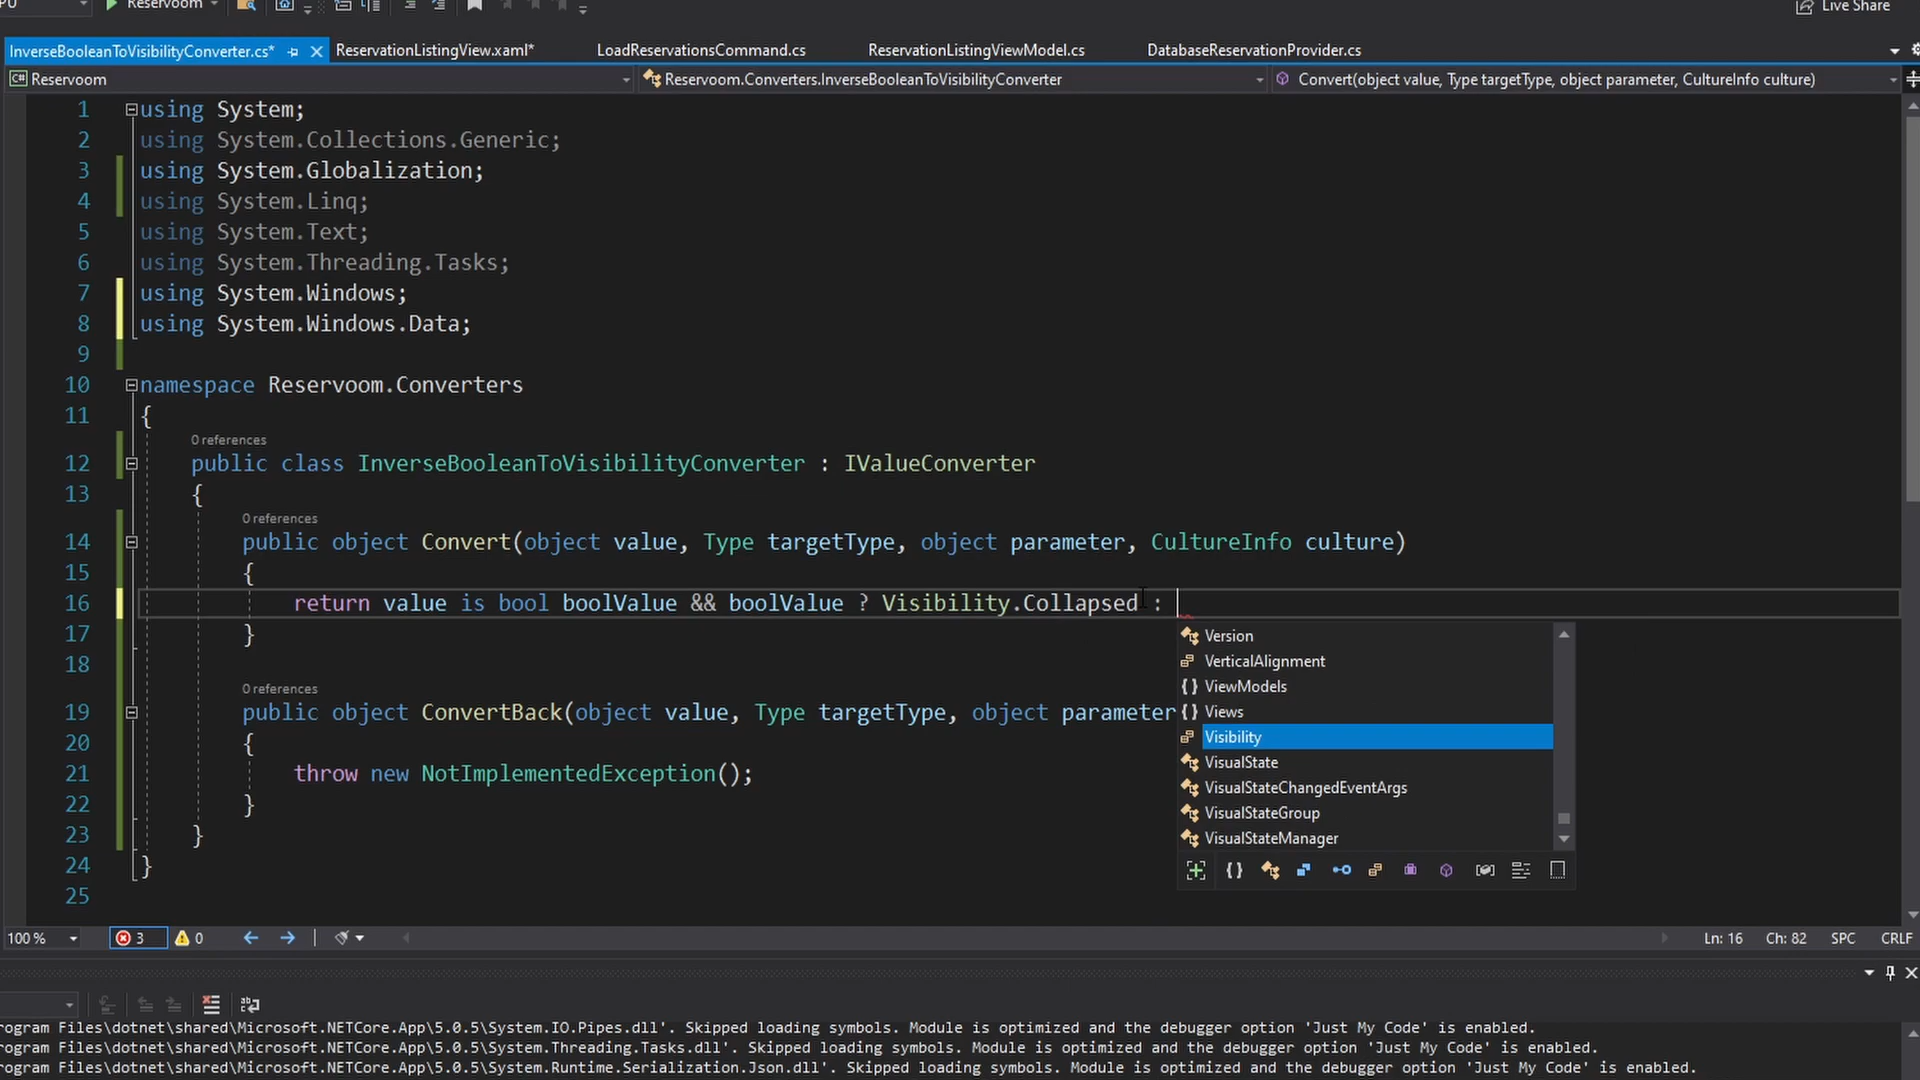 PU
Reservoom
Live Share
InverseBooleanToVisibilityConverter.cs*
ReservationListingView.xaml*
LoadReservationsCommand.cs
ReservationListingViewModel.cs
DatabaseReservationProvider.cs
C# Reservoom
Reservoom.Converters.InverseBooleanToVisibilityConverter
Convert(object value, Type targetType, object parameter, CultureInfo culture)
1 using System;
2 using System.Collections.Generic;
3 using System.Globalization;
4 using System.Linq;
5 using System.Text;
6 using System.Threading.Tasks;
7 using System.Windows;
8 using System.Windows.Data;
9
10 namespace Reservoom.Converters
11 {
0 references
12 public class InverseBooleanToVisibilityConverter : IValueConverter
13 {
0 references
14 public object Convert(object value, Type targetType, object parameter, CultureInfo culture)
15 {
16 return value is bool boolValue && boolValue ? Visibility.Collapsed :
17 }
18
0 references
19 public object ConvertBack(object value, Type targetType, object parameter
20 {
21 throw new NotImplementedException();
22 }
23 }
24 }
25
Version
VerticalAlignment
{} ViewModels
{} Views
Visibility
VisualState
VisualStateChangedEventArgs
VisualStateGroup
VisualStateManager
{}
100 %
3
0
Ln: 16
Ch: 82
SPC
CRLF
rogram Files\dotnet\shared\Microsoft.NETCore.App\5.0.5\System.IO.Pipes.dll'. Skipped loading symbols. Module is optimized and the debugger option 'Just My Code' is enabled.
rogram Files\dotnet\shared\Microsoft.NETCore.App\5.0.5\System.Threading.Tasks.dll'. Skipped loading symbols. Module is optimized and the debugger option 'Just My Code' is enabled.
rogram Files\dotnet\shared\Microsoft.NETCore.App\5.0.5\System.Runtime.Serialization.Json.dll'. Skipped loading symbols. Module is optimized and the debugger option 'Just My Code' is enabled.